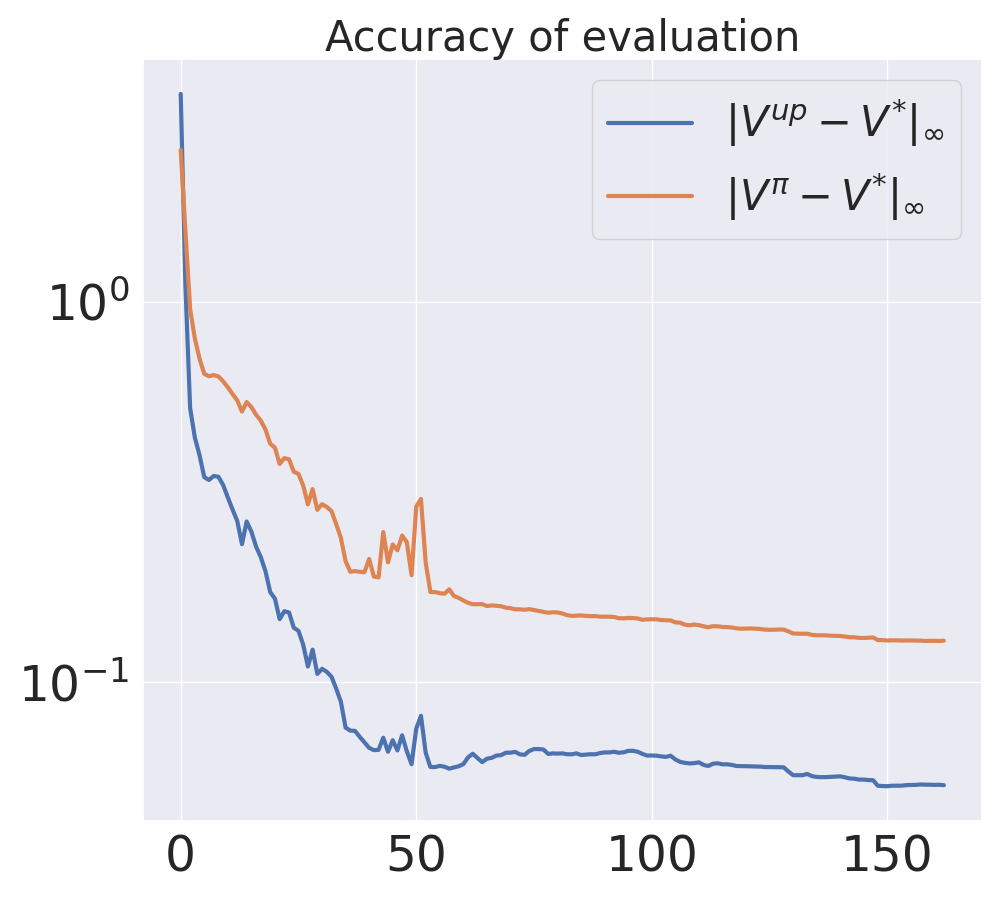 Accuracy of evaluation
|V^{up} − V^*|_∞
|V^π − V^*|_∞
10^0
10^{−1}
0 50 100 150